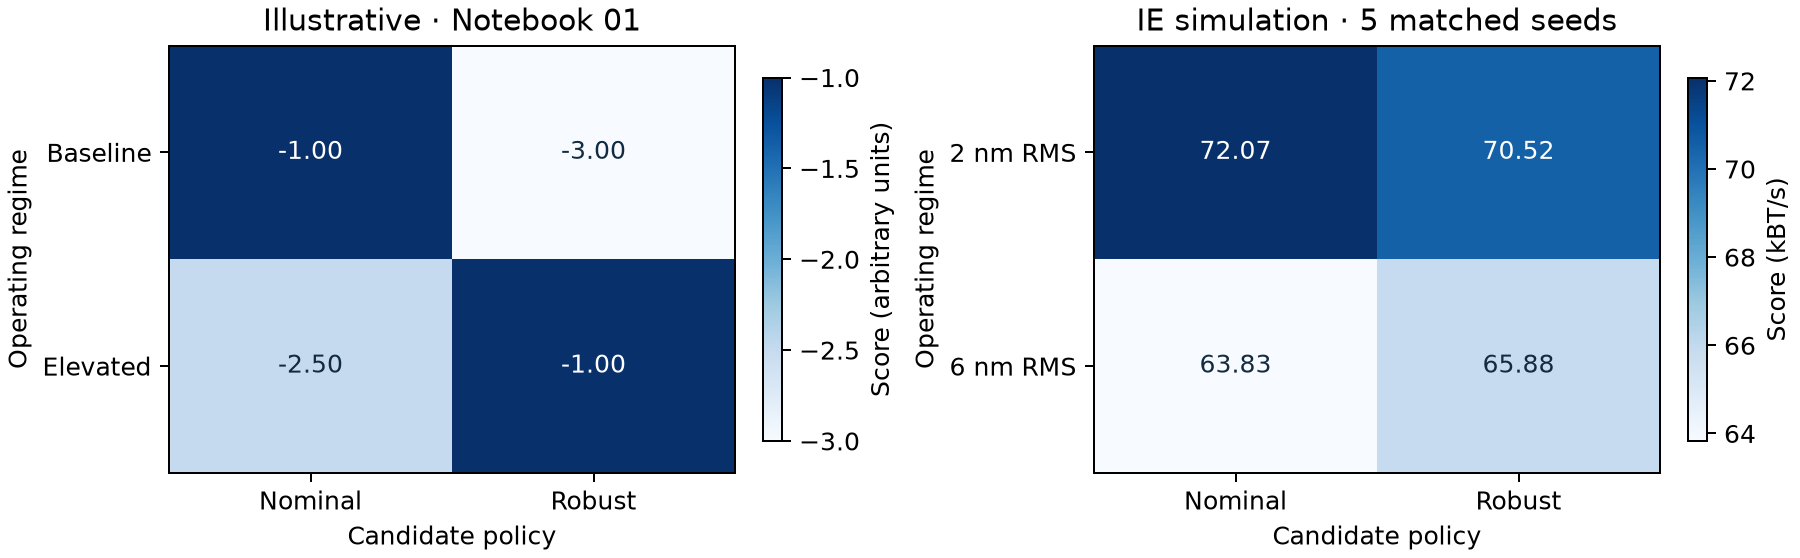 Illustrative · Notebook 01
Operating regime
Baseline
Elevated
-1.00
-3.00
-2.50
-1.00
Nominal
Robust
Candidate policy
−1.0
−1.5
−2.0
−2.5
−3.0
Score (arbitrary units)
IE simulation · 5 matched seeds
Operating regime
2 nm RMS
6 nm RMS
72.07
70.52
63.83
65.88
Nominal
Robust
Candidate policy
72
70
68
66
64
Score (kBT/s)